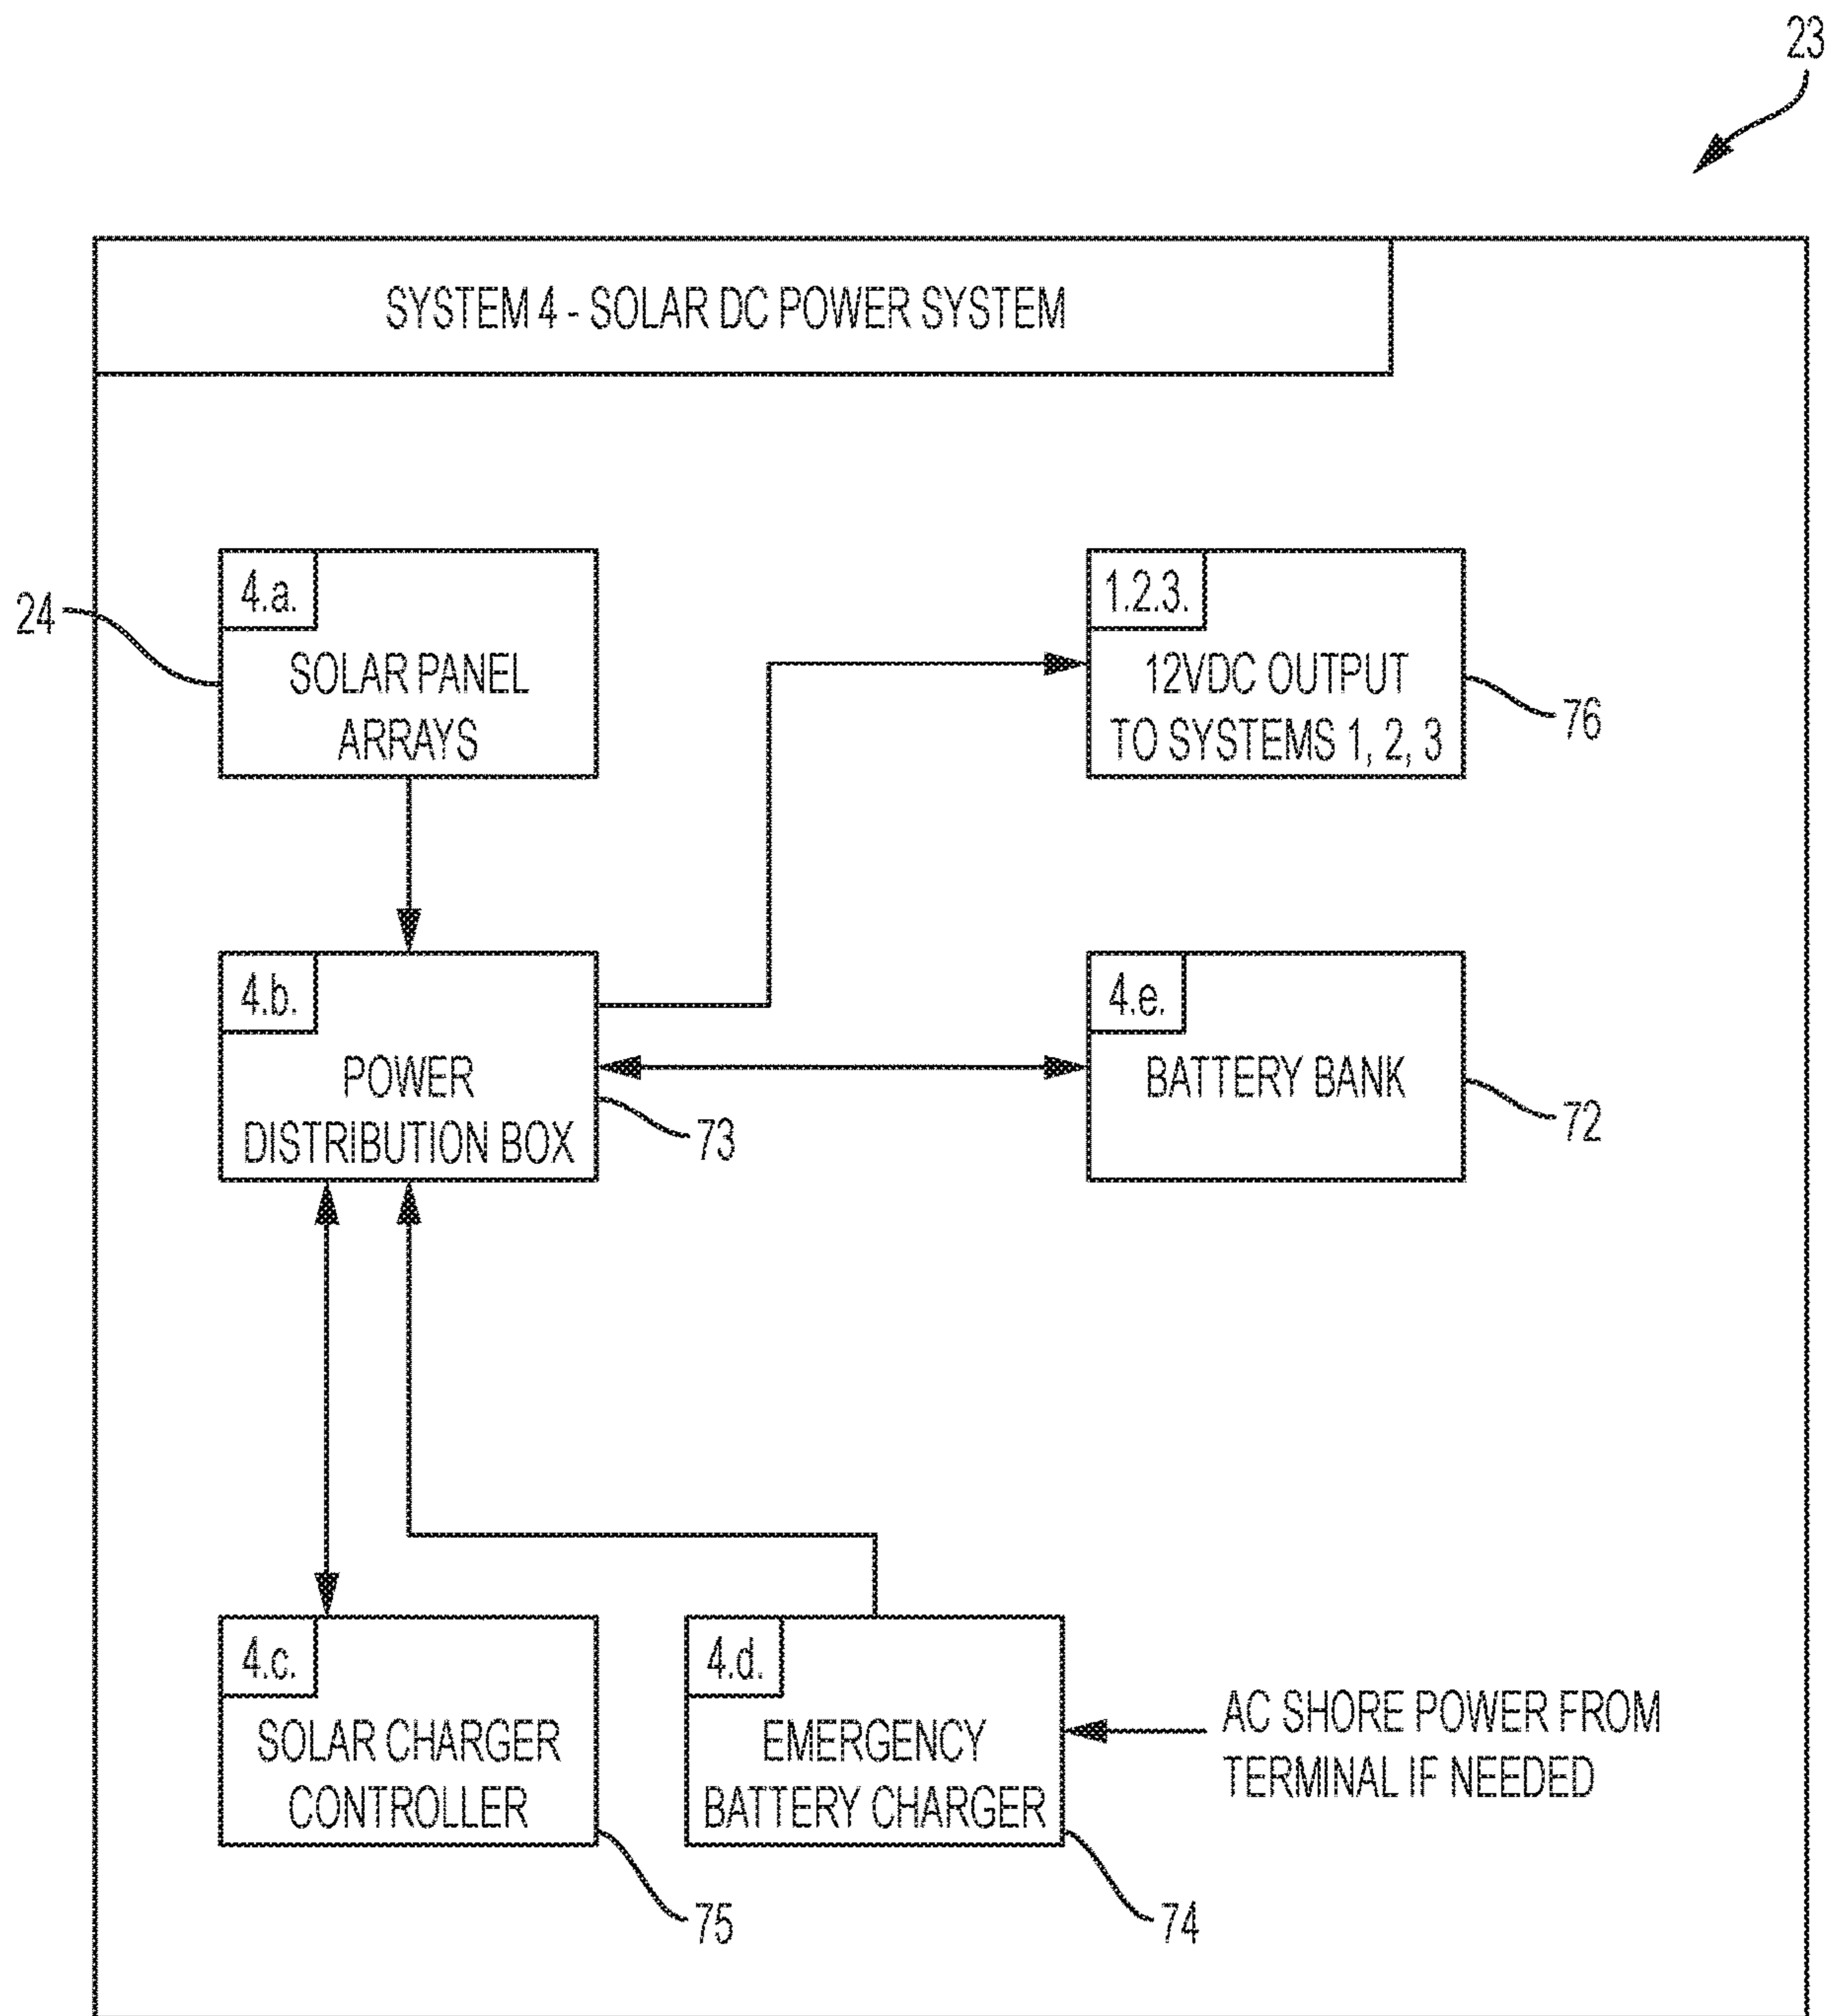 23
SYSTEM 4 - SOLAR DC POWER SYSTEM
4.a.
SOLAR PANEL
ARRAYS
24
1.2.3.
12VDC OUTPUT
TO SYSTEMS 1, 2, 3
76
4.b.
POWER
DISTRIBUTION BOX
73
4.e.
BATTERY BANK
72
4.c.
SOLAR CHARGER
CONTROLLER
75
4.d.
EMERGENCY
BATTERY CHARGER
74
AC SHORE POWER FROM
TERMINAL IF NEEDED